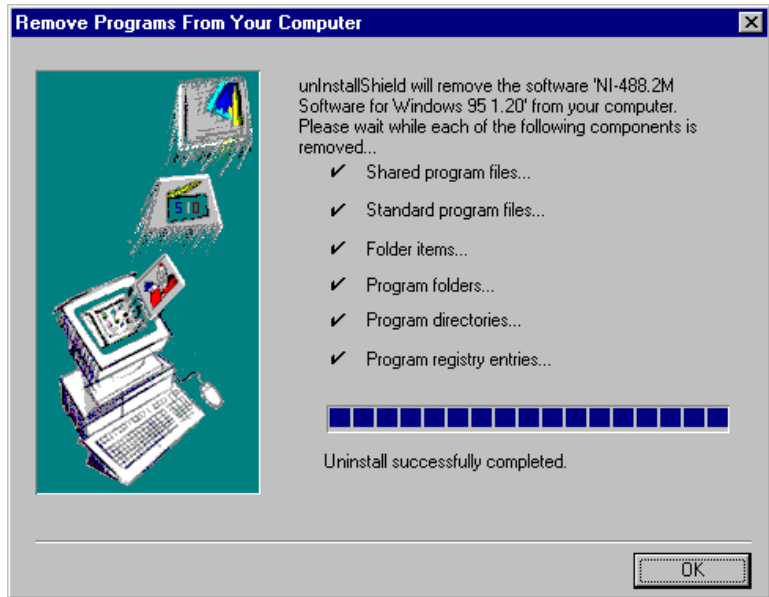 Remove Programs From Your Computer
unInstallShield will remove the software 'NI-488.2M
Software for Windows 95 1.20' from your computer.
Please wait while each of the following components is
removed...
Shared program files...
Standard program files...
Folder items...
Program folders...
Program directories...
Program registry entries...
Uninstall successfully completed.
OK